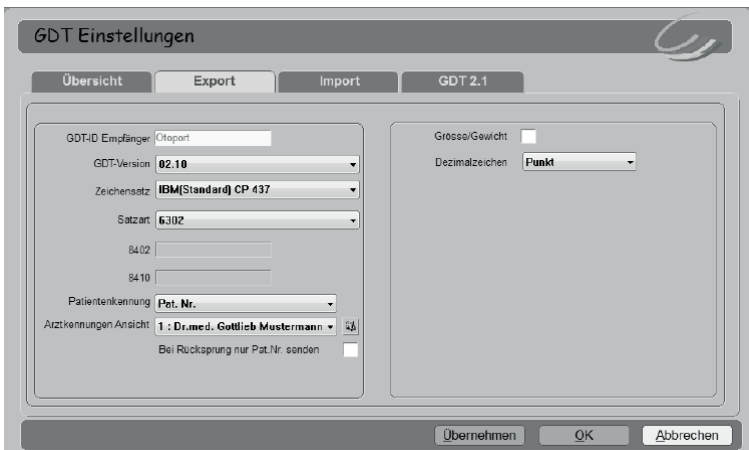 GDT Einstellungen
Übersicht
Export
Import
GDT 2.1
GDT-ID Empfänger Otoport
GDT-Version 02.10
Zeichensatz IBM(Standard) CP 437
Satzart 6302
8402
8410
Patientenkennung Pat. Nr.
Arztkennungen Ansicht 1 : Dr.med. Gottlieb Mustermann
Bei Rücksprung nur Pat.Nr. senden
Grösse/Gewicht
Dezimalzeichen Punkt
Übernehmen
OK
Abbrechen